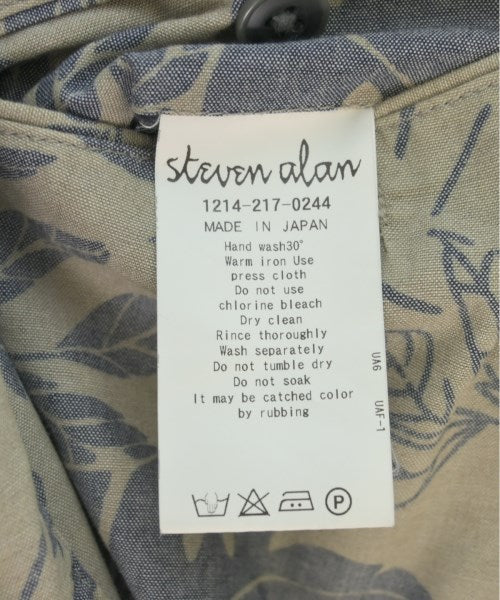 steven alan
1214-217-0244
MADE IN JAPAN
Hand wash30°
Warm iron Use
press cloth
Do not use
chlorine bleach
Dry clean
Rince thoroughly
Wash separately
Do not tumble dry
Do not soak
It may be catched color
by rubbing
UA6
UAF-1
P